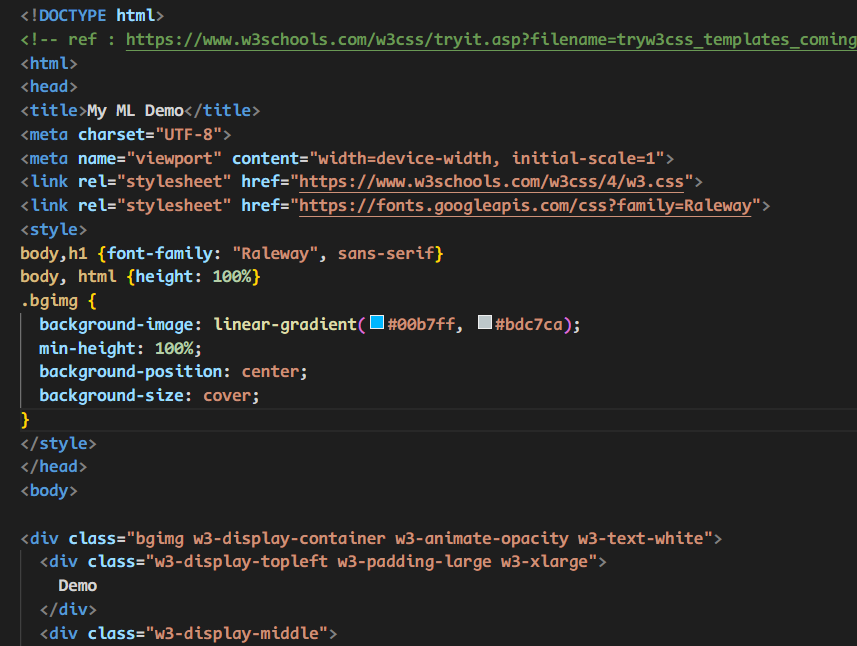 <!DOCTYPE html>
<!-- ref : https://www.w3schools.com/w3css/tryit.asp?filename=tryw3css_templates_coming
<html>
<head>
<title>My ML Demo</title>
<meta charset="UTF-8">
<meta name="viewport" content="width=device-width, initial-scale=1">
<link rel="stylesheet" href="https://www.w3schools.com/w3css/4/w3.css">
<link rel="stylesheet" href="https://fonts.googleapis.com/css?family=Raleway">
<style>
body,h1 {font-family: "Raleway", sans-serif}
body, html {height: 100%}
.bgimg {
  background-image: linear-gradient(#00b7ff, #bdc7ca);
  min-height: 100%;
  background-position: center;
  background-size: cover;
}
</style>
</head>
<body>
<div class="bgimg w3-display-container w3-animate-opacity w3-text-white">
  <div class="w3-display-topleft w3-padding-large w3-xlarge">
    Demo
  </div>
  <div class="w3-display-middle">